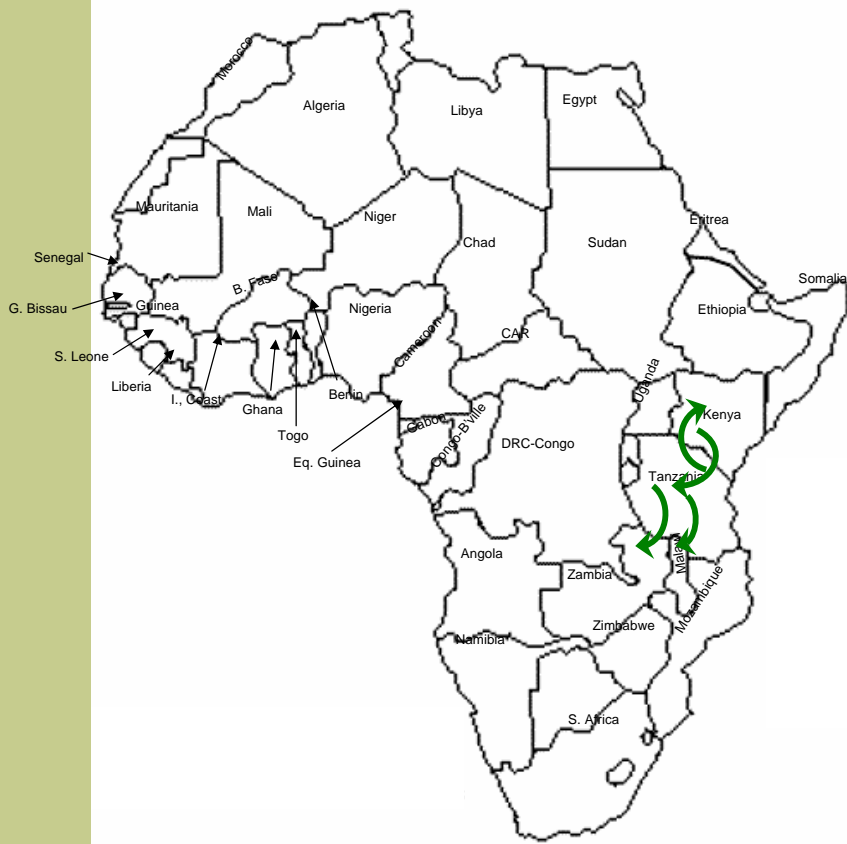 Morocco
Algeria
Libya
Egypt
Mauritania
Mali
Niger
Chad
Sudan
Eritrea
Senegal
Somalia
B. Faso
G. Bissau
Guinea
Nigeria
Ethiopia
CAR
Cameroon
S. Leone
Liberia
I., Coast
Ghana
Benin
Uganda
Kenya
Togo
Gabon
Congo-B'ville
DRC-Congo
Eq. Guinea
Tanzania
Angola
Zambia
Mozambique
Zimbabwe
Namibia
S. Africa